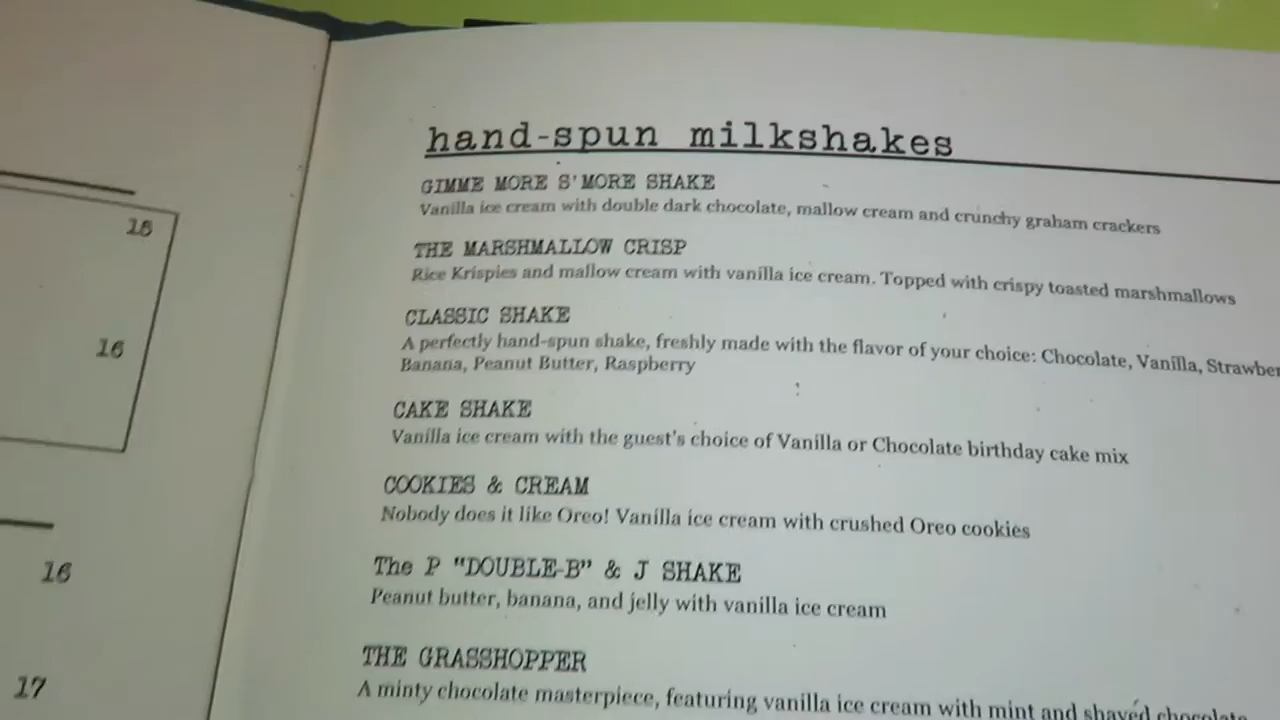 hand-spun milkshakes
GIMME MORE S'MORE SHAKE
Vanilla ice cream with double dark chocolate, mallow cream and crunchy graham crackers
THE MARSHMALLOW CRISP
Rice Krispies and mallow cream with vanilla ice cream. Topped with crispy toasted marshmallows
CLASSIC SHAKE
A perfectly hand-spun shake, freshly made with the flavor of your choice: Chocolate, Vanilla, Strawber
Banana, Peanut Butter, Raspberry
CAKE SHAKE
Vanilla ice cream with the guest's choice of Vanilla or Chocolate birthday cake mix
COOKIES & CREAM
Nobody does it like Oreo! Vanilla ice cream with crushed Oreo cookies
The P "DOUBLE-B" & J SHAKE
Peanut butter, banana, and jelly with vanilla ice cream
THE GRASSHOPPER
A minty chocolate masterpiece, featuring vanilla ice cream with mint and shaved chocolate
15
16
16
17